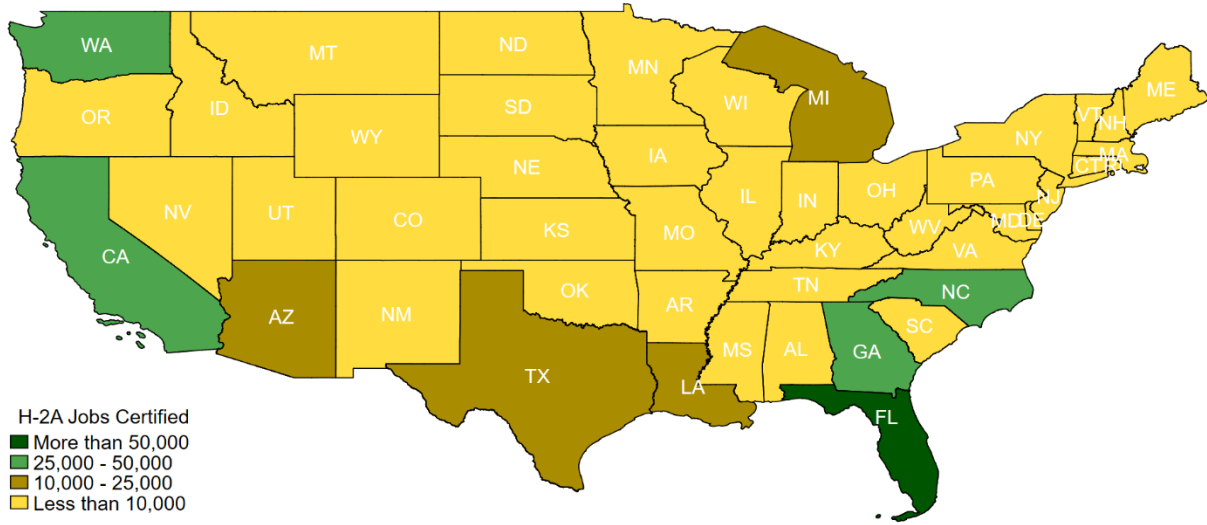 WA
MT
ND
MN
ME
OR
ID
SD
WI
MI
VT
NH
NY
WY
MA
CT
RI
IA
NE
PA
NV
UT
CO
IL
IN
OH
NJ
MD
DE
WV
KS
MO
KY
VA
CA
TN
NC
AZ
NM
OK
AR
SC
MS
AL
GA
TX
LA
FL
H-2A Jobs Certified
More than 50,000
25,000 - 50,000
10,000 - 25,000
Less than 10,000